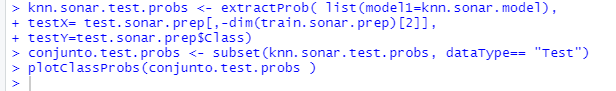 > knn.sonar.test.probs <- extractProb( list(model1=knn.sonar.model),
+ testX= test.sonar.prep[,-dim(train.sonar.prep)[2]],
+ testY=test.sonar.prep$Class)
> conjunto.test.probs <- subset(knn.sonar.test.probs, dataType== "Test")
> plotClassProbs(conjunto.test.probs )
>